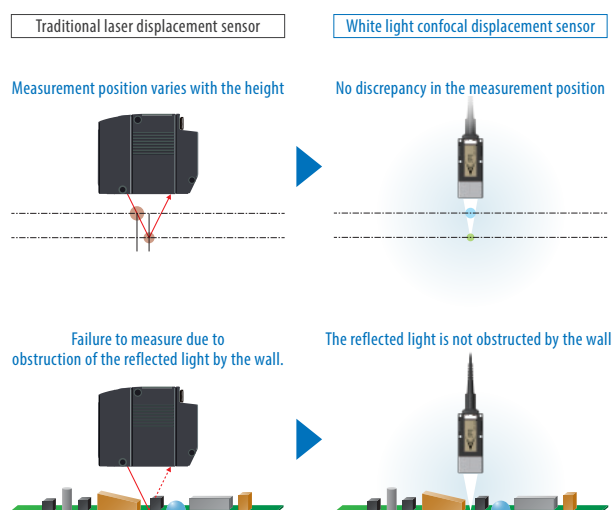 Traditional laser displacement sensor
White light confocal displacement sensor
Measurement position varies with the height
No discrepancy in the measurement position
Failure to measure due to
obstruction of the reflected light by the wall.
The reflected light is not obstructed by the wall